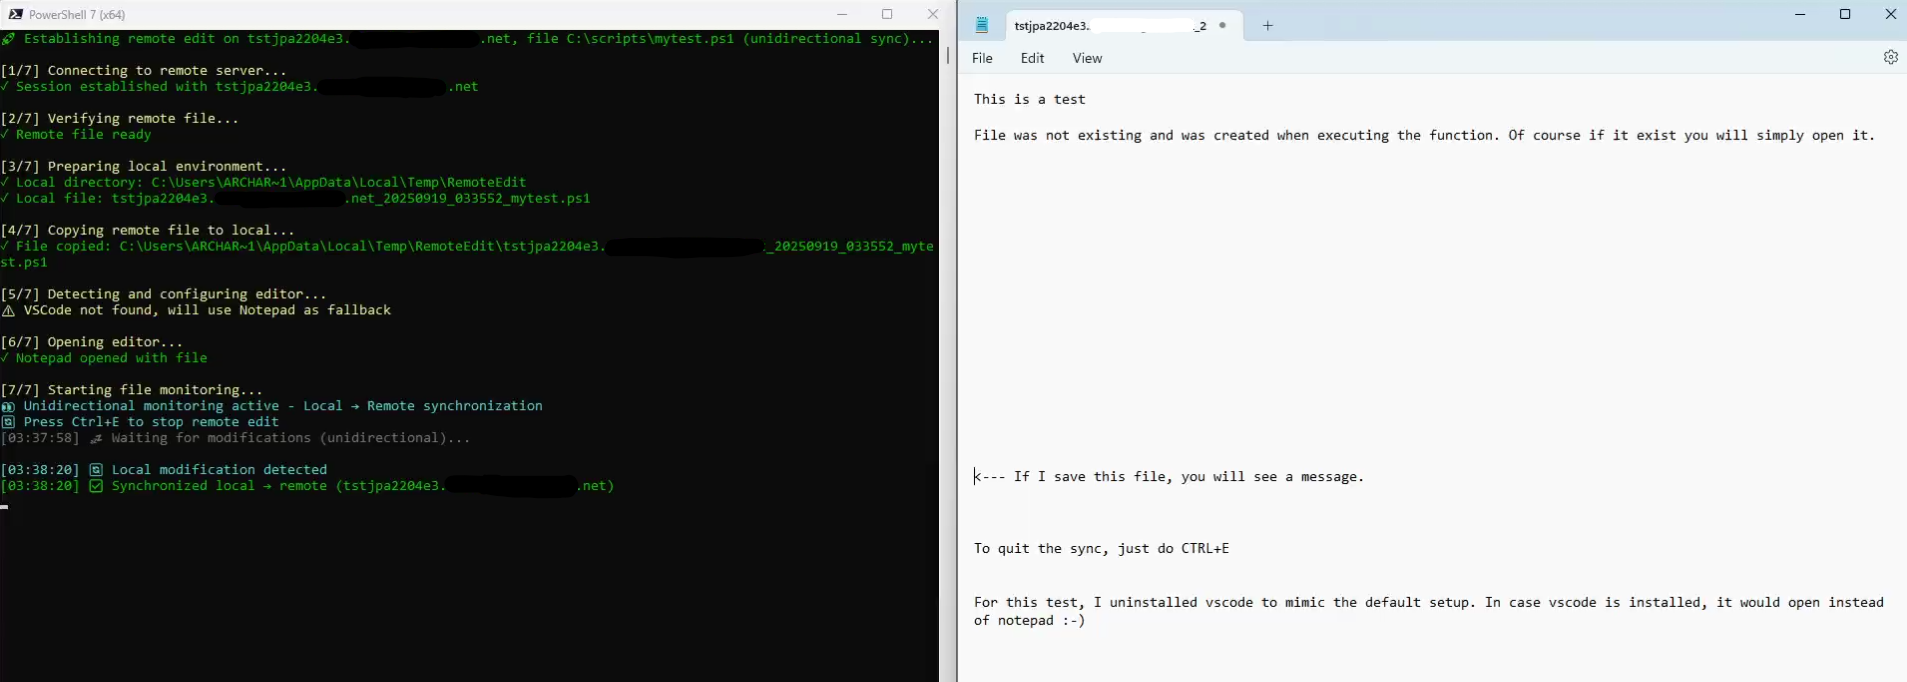 PowerShell 7 (x64)
Establishing remote edit on tstjpa2204e3. .net, file C:\scripts\mytest.ps1 (unidirectional sync)...
[1/7] Connecting to remote server...
✓ Session established with tstjpa2204e3. .net
[2/7] Verifying remote file...
✓ Remote file ready
[3/7] Preparing local environment...
✓ Local directory: C:\Users\ARCHAR~1\AppData\Local\Temp\RemoteEdit
✓ Local file: tstjpa2204e3. .net_20250919_033552_mytest.ps1
[4/7] Copying remote file to local...
✓ File copied: C:\Users\ARCHAR~1\AppData\Local\Temp\RemoteEdit\tstjpa2204e3. _20250919_033552_myte
st.ps1
[5/7] Detecting and configuring editor...
⚠ VSCode not found, will use Notepad as fallback
[6/7] Opening editor...
✓ Notepad opened with file
[7/7] Starting file monitoring...
Unidirectional monitoring active - Local → Remote synchronization
Press Ctrl+E to stop remote edit
[03:37:58] Waiting for modifications (unidirectional)...
[03:38:20] Local modification detected
[03:38:20] Synchronized local → remote (tstjpa2204e3. .net)
tstjpa2204e3. _2
File Edit View
This is a test
File was not existing and was created when executing the function. Of course if it exist you will simply open it.
<--- If I save this file, you will see a message.
To quit the sync, just do CTRL+E
For this test, I uninstalled vscode to mimic the default setup. In case vscode is installed, it would open instead
of notepad :-)